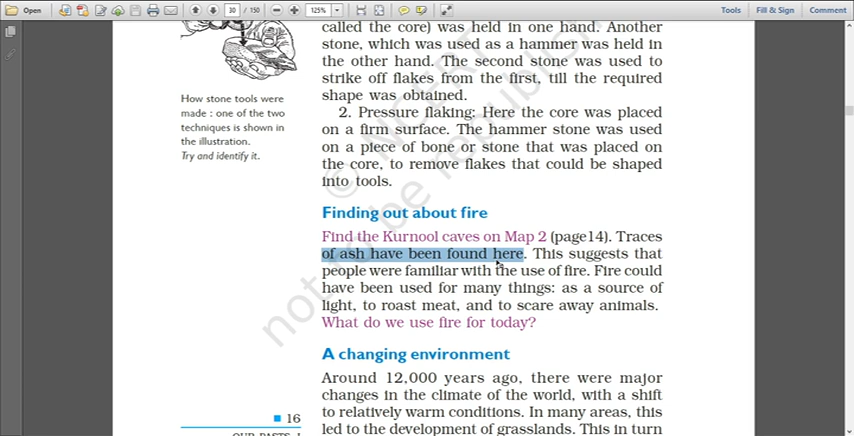 Open
30 / 150
125%
Tools
Fill & Sign
Comment
called the core) was held in one hand. Another
stone, which was used as a hammer was held in
the other hand. The second stone was used to
strike off flakes from the first, till the required
shape was obtained.
How stone tools were
made : one of the two
techniques is shown in
the illustration.
Try and identify it.
2. Pressure flaking: Here the core was placed
on a firm surface. The hammer stone was used
on a piece of bone or stone that was placed on
the core, to remove flakes that could be shaped
into tools.
Finding out about fire
Find the Kurnool caves on Map 2 (page14). Traces
of ash have been found here. This suggests that
people were familiar with the use of fire. Fire could
have been used for many things: as a source of
light, to roast meat, and to scare away animals.
What do we use fire for today?
A changing environment
Around 12,000 years ago, there were major
changes in the climate of the world, with a shift
to relatively warm conditions. In many areas, this
led to the development of grasslands. This in turn
16
OUR PASTS–I
© NCERT
not to be republis